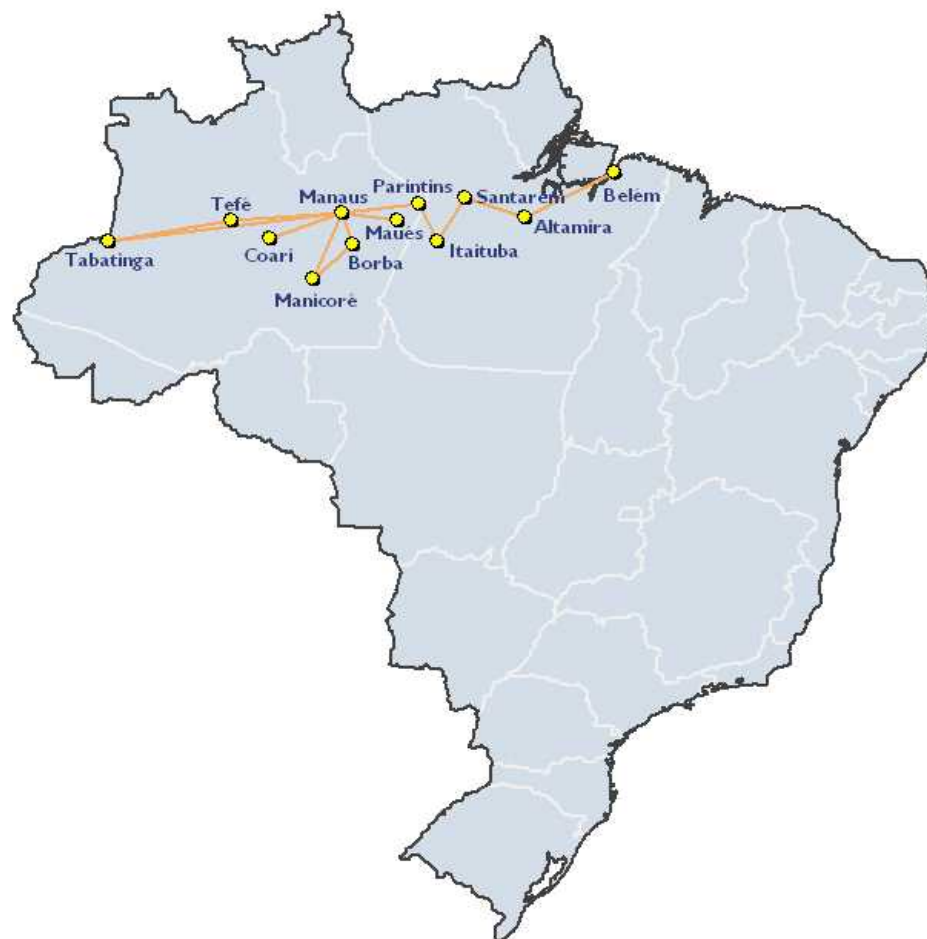 Parintins
Manaus
Santarém
Belém
Tefé
Maués
Altamira
Tabatinga
Coari
Borba
Itaituba
Manicoré